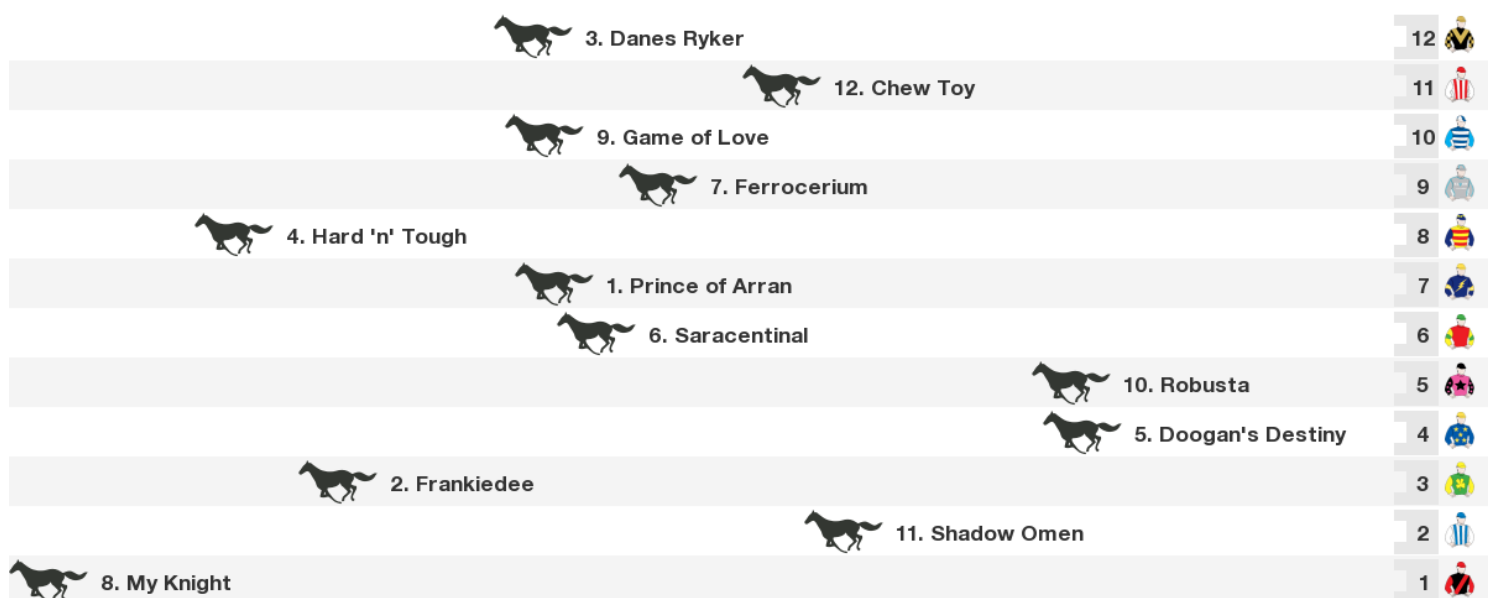 3. Danes Ryker 12
12. Chew Toy 11
9. Game of Love 10
7. Ferrocerium 9
4. Hard 'n' Tough 8
1. Prince of Arran 7
6. Saracentinal 6
10. Robusta 5
5. Doogan's Destiny 4
2. Frankiedee 3
11. Shadow Omen 2
8. My Knight 1